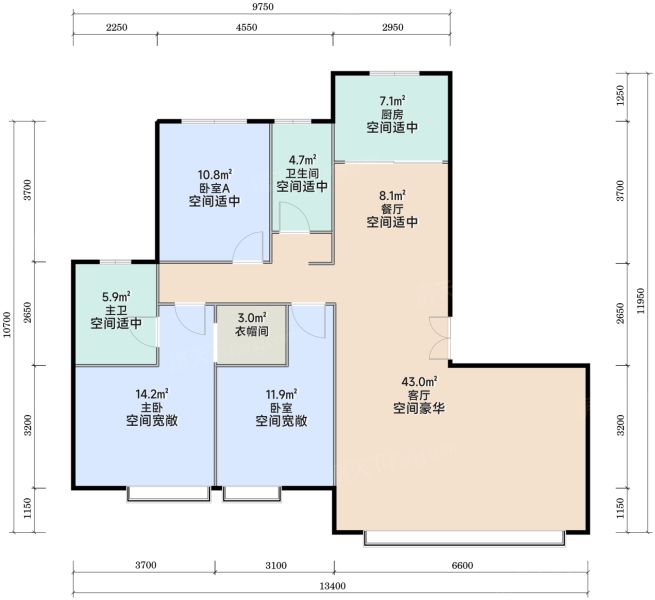 9750
2250
4550
2950
7.1㎡
厨房
空间适中
1250
10.8㎡
卧室A
空间适中
4.7㎡
卫生间
空间适中
8.1㎡
餐厅
空间适中
3700
3700
5.9㎡
主卫
空间适中
3.0㎡
衣帽间
2650
2650
10700
11950
14.2㎡
主卧
空间宽敞
11.9㎡
卧室
空间宽敞
43.0㎡
客厅
空间豪华
3200
3200
1150
1150
3700
3100
6600
13400